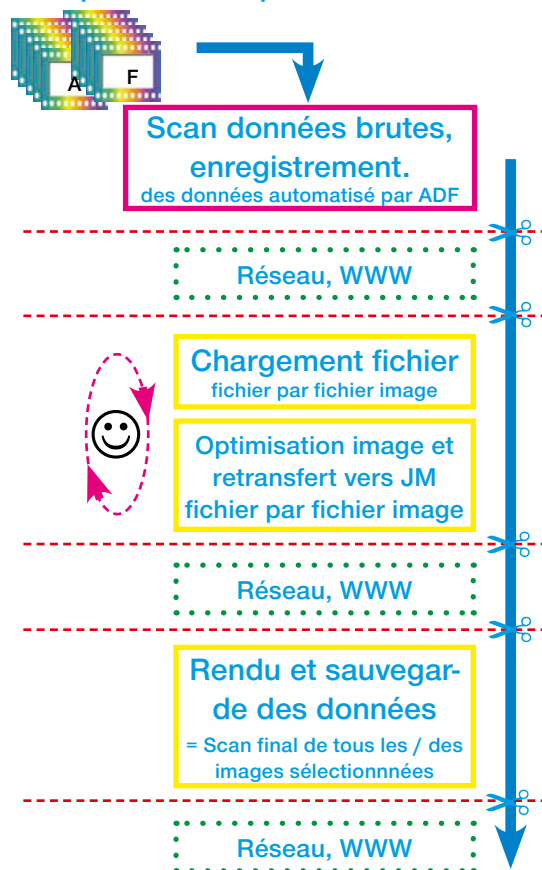 A
F
Scan données brutes,
enregistrement.
des données automatisé par ADF
Réseau, WWW
Chargement fichier
fichier par fichier image
Optimisation image et
retransfert vers JM
fichier par fichier image
Réseau, WWW
Rendu et sauvegar-
de des données
= Scan final de tous les / des
images sélectionnnées
Réseau, WWW